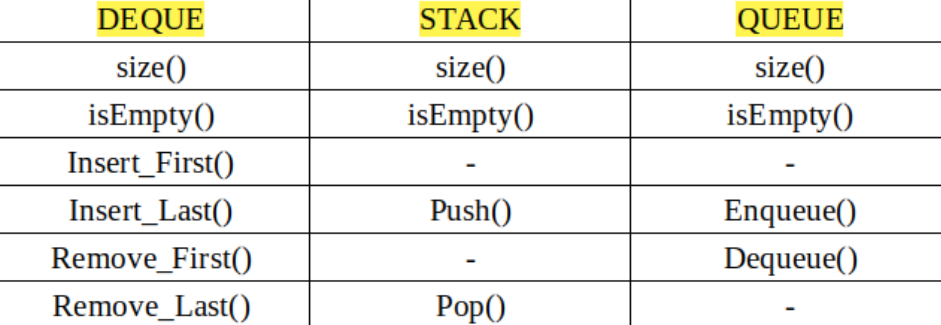 DEQUE STACK QUEUE
size() size() size()
isEmpty() isEmpty() isEmpty()
Insert_First() - -
Insert_Last() Push() Enqueue()
Remove_First() - Dequeue()
Remove_Last() Pop() -